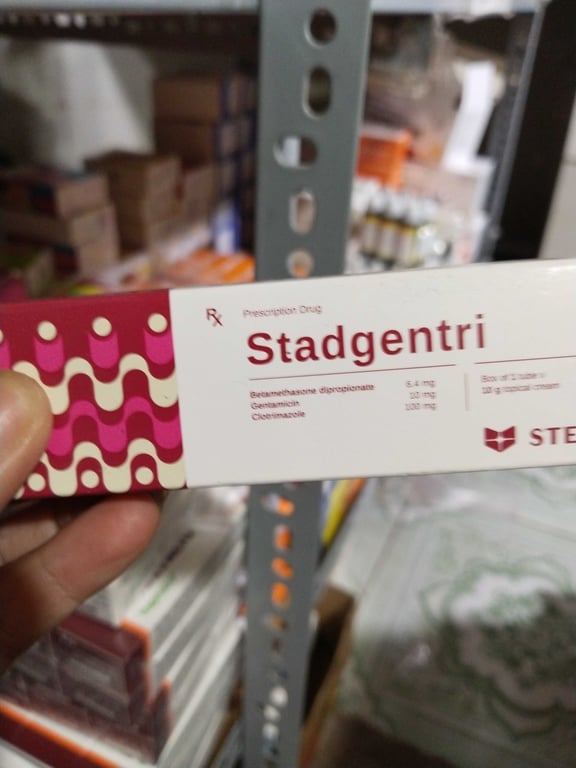 Rx Prescription Drug
Stadgentri
Betamethasone dipropionate 6.4 mg
Gentamicin 10 mg
Clotrimazole 100 mg
Box of 1 tube x
10 g topical cream
STE